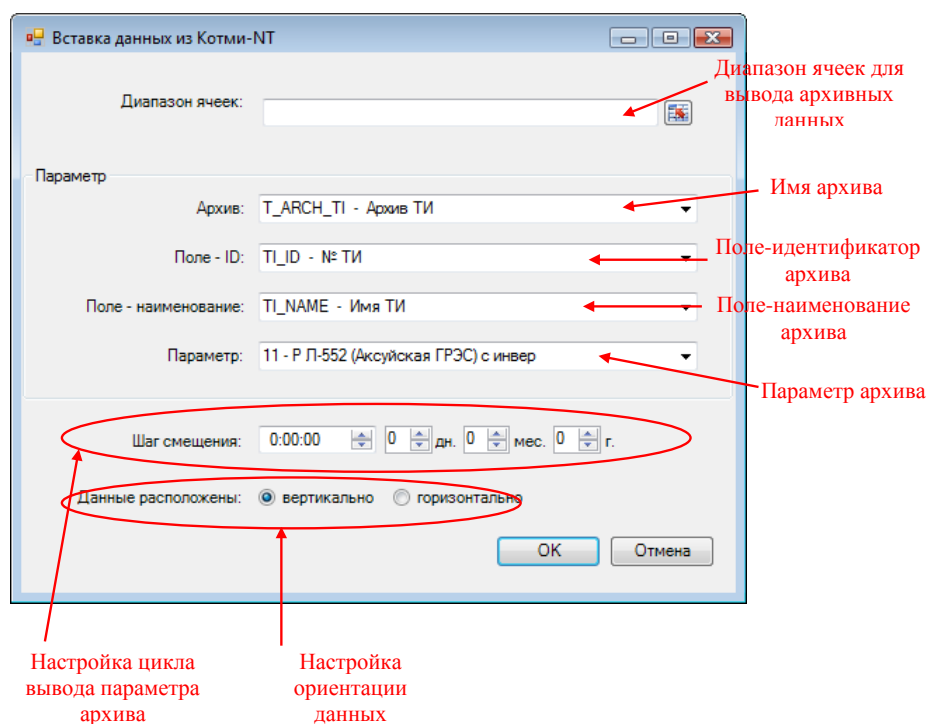 Вставка данных из Котми-NT
Диапазон ячеек для
вывода архивных
данных
Диапазон ячеек:
Параметр
Имя архива
Архив: T_ARCH_TI - Архив ТИ
Поле-идентификатор
архива
Поле - ID: TI_ID - № ТИ
Поле-наименование
архива
Поле - наименование: TI_NAME - Имя ТИ
Параметр: 11 - Р Л-552 (Аксуйская ГРЭС) с инвер
Параметр архива
Шаг смещения: 0:00:00 0 дн. 0 мес. 0 г.
Данные расположены: вертикально горизонтально
OK Отмена
Настройка цикла
вывода параметра
архива
Настройка
ориентации
данных